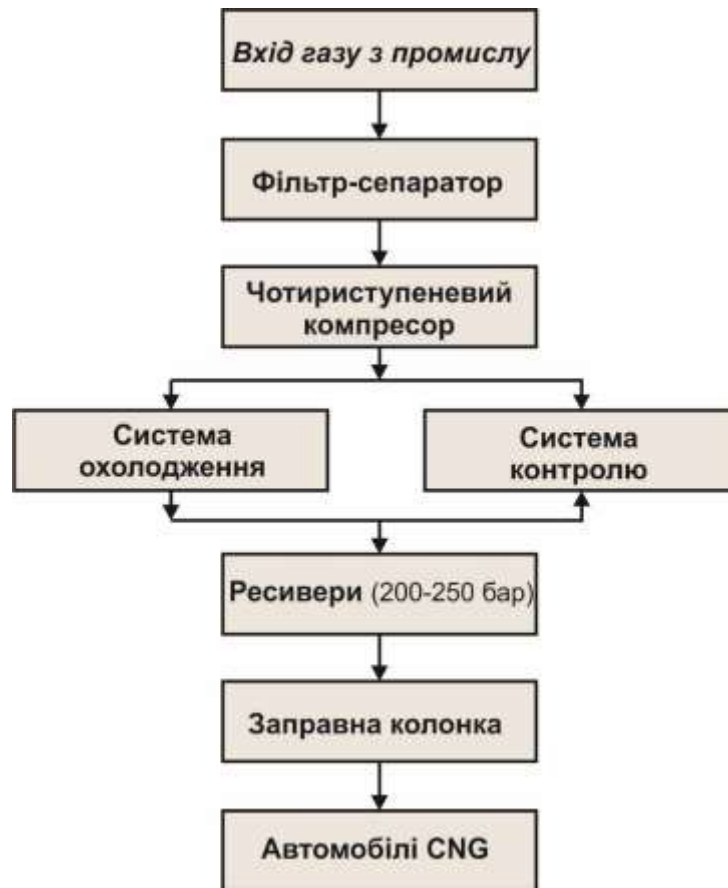 Вхід газу з промислу
Фільтр-сепаратор
Чотириступеневий
компресор
Система
охолодження
Система
контролю
Ресивери (200-250 бар)
Заправна колонка
Автомобілі CNG